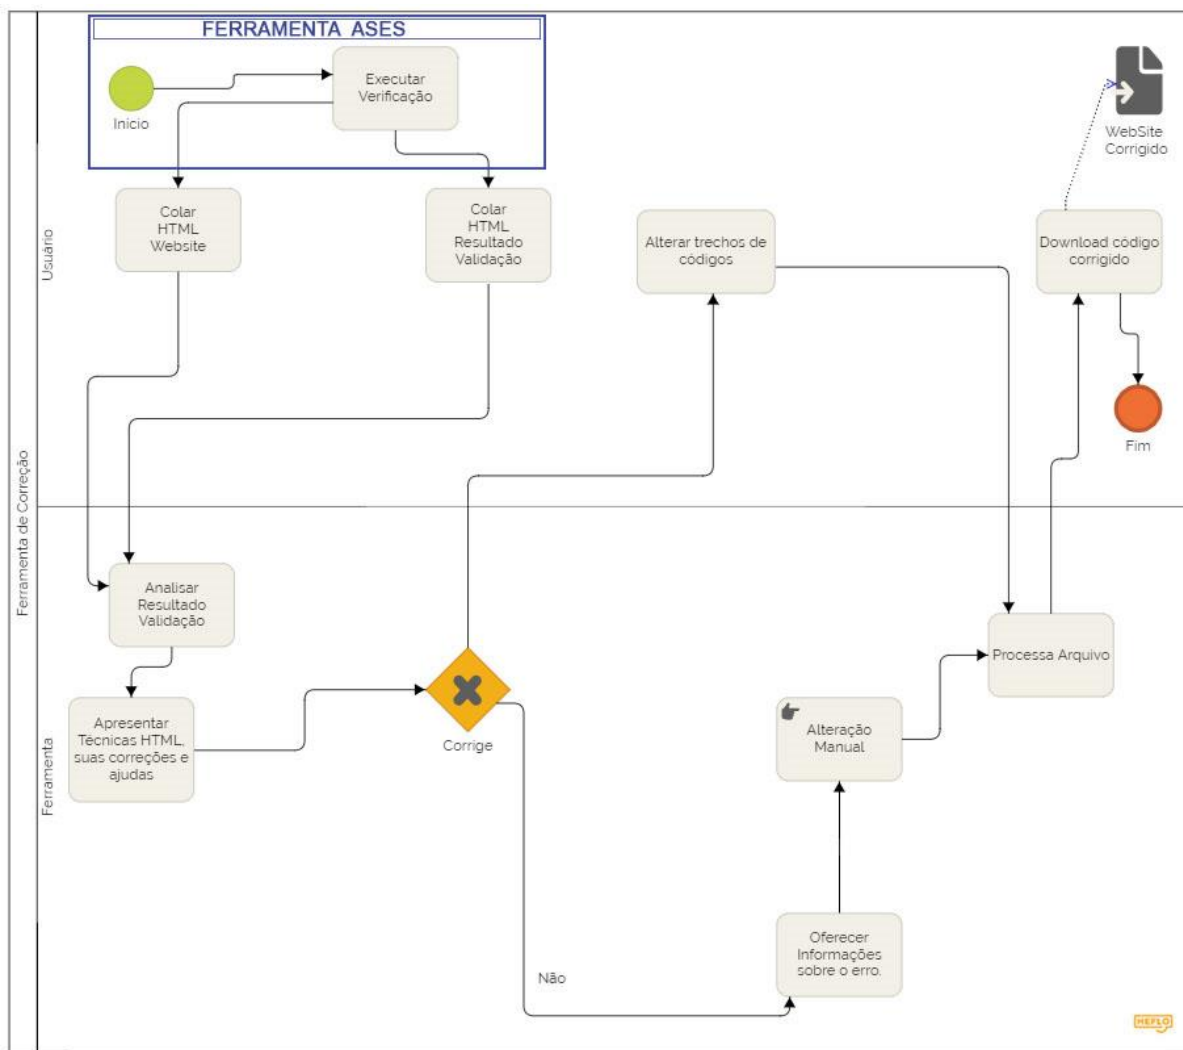 FERRAMENTA ASES
Início
Executar
Verificação
WebSite
Corrigido
Colar
HTML
Website
Colar
HTML
Resultado
Validação
Alterar trechos de
códigos
Download código
corrigido
Usuário
Fim
Ferramenta de Correção
Analisar
Resultado
Validação
Processa Arquivo
Apresentar
Técnicas HTML,
suas correções e
ajudas
Corrige
Alteração
Manual
Ferramenta
Oferecer
Informações
sobre o erro.
Não
HEFLO